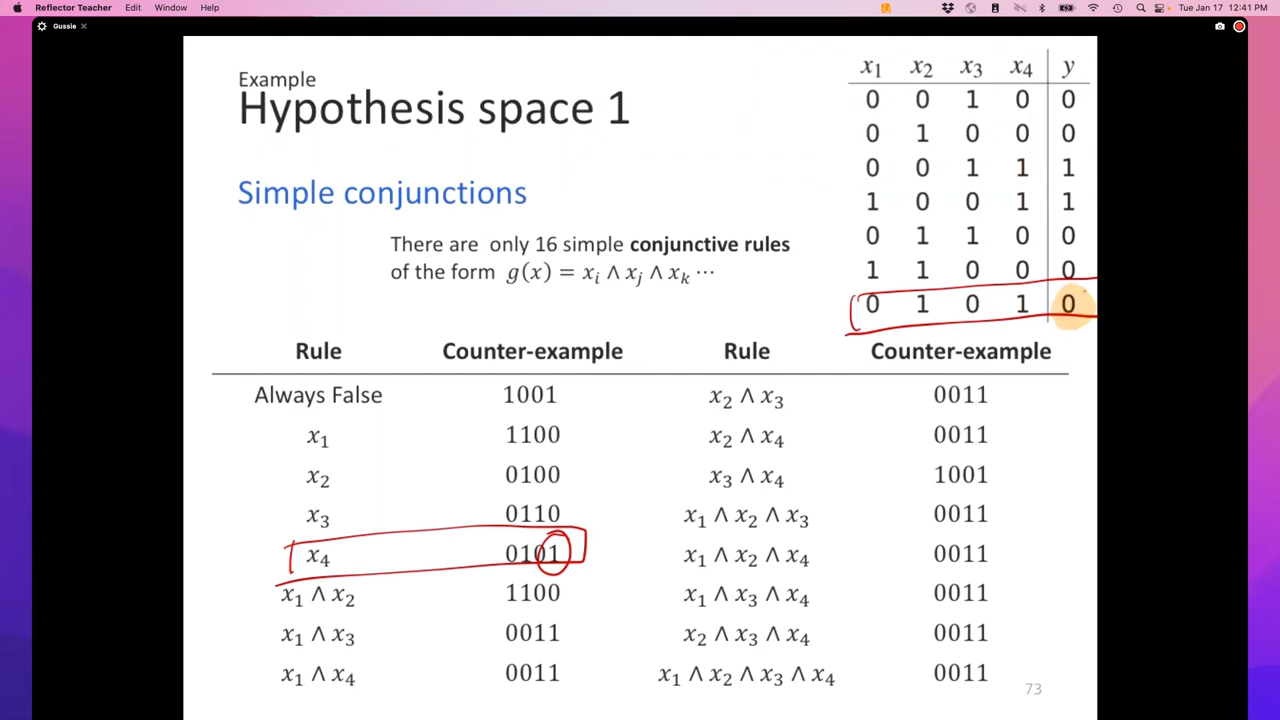 Reflector Teacher Edit Window Help Tue Jan 17 12:41 PM
Gussie
Example
Hypothesis space 1
Simple conjunctions
There are only 16 simple conjunctive rules
of the form g(x) = xᵢ ∧ xⱼ ∧ xₖ ⋯
x₁ x₂ x₃ x₄ y
0 0 1 0 0
0 1 0 0 0
0 0 1 1 1
1 0 0 1 1
0 1 1 0 0
1 1 0 0 0
0 1 0 1 0
Rule Counter-example Rule Counter-example
Always False 1001 x₂ ∧ x₃ 0011
x₁ 1100 x₂ ∧ x₄ 0011
x₂ 0100 x₃ ∧ x₄ 1001
x₃ 0110 x₁ ∧ x₂ ∧ x₃ 0011
x₄ 0101 x₁ ∧ x₂ ∧ x₄ 0011
x₁ ∧ x₂ 1100 x₁ ∧ x₃ ∧ x₄ 0011
x₁ ∧ x₃ 0011 x₂ ∧ x₃ ∧ x₄ 0011
x₁ ∧ x₄ 0011 x₁ ∧ x₂ ∧ x₃ ∧ x₄ 0011
73